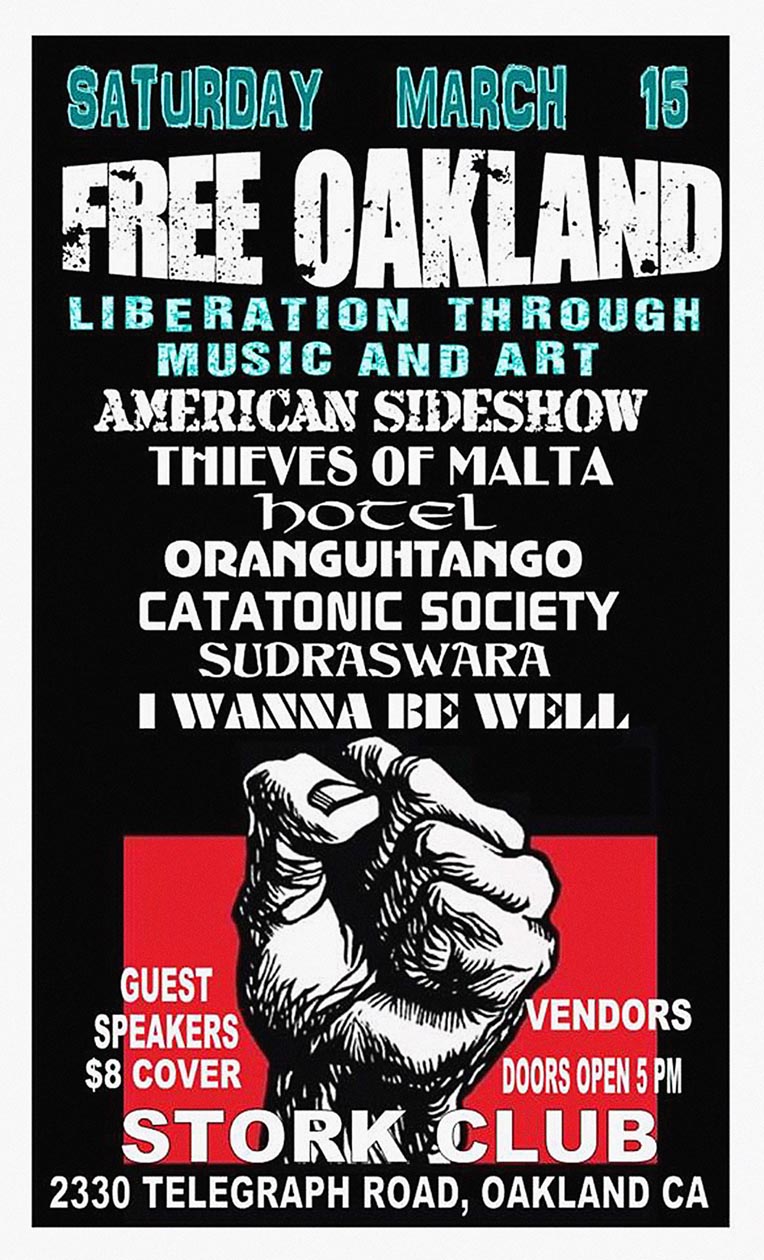 SATURDAY MARCH 15
FREE OAKLAND
LIBERATION THROUGH
MUSIC AND ART
AMERICAN SIDESHOW
THIEVES OF MALTA
HOTEL
ORANGUHTANGO
CATATONIC SOCIETY
SUDRASWARA
I WANNA BE WELL
GUEST
SPEAKERS
$8 COVER
VENDORS
DOORS OPEN 5 PM
STORK CLUB
2330 TELEGRAPH ROAD, OAKLAND CA